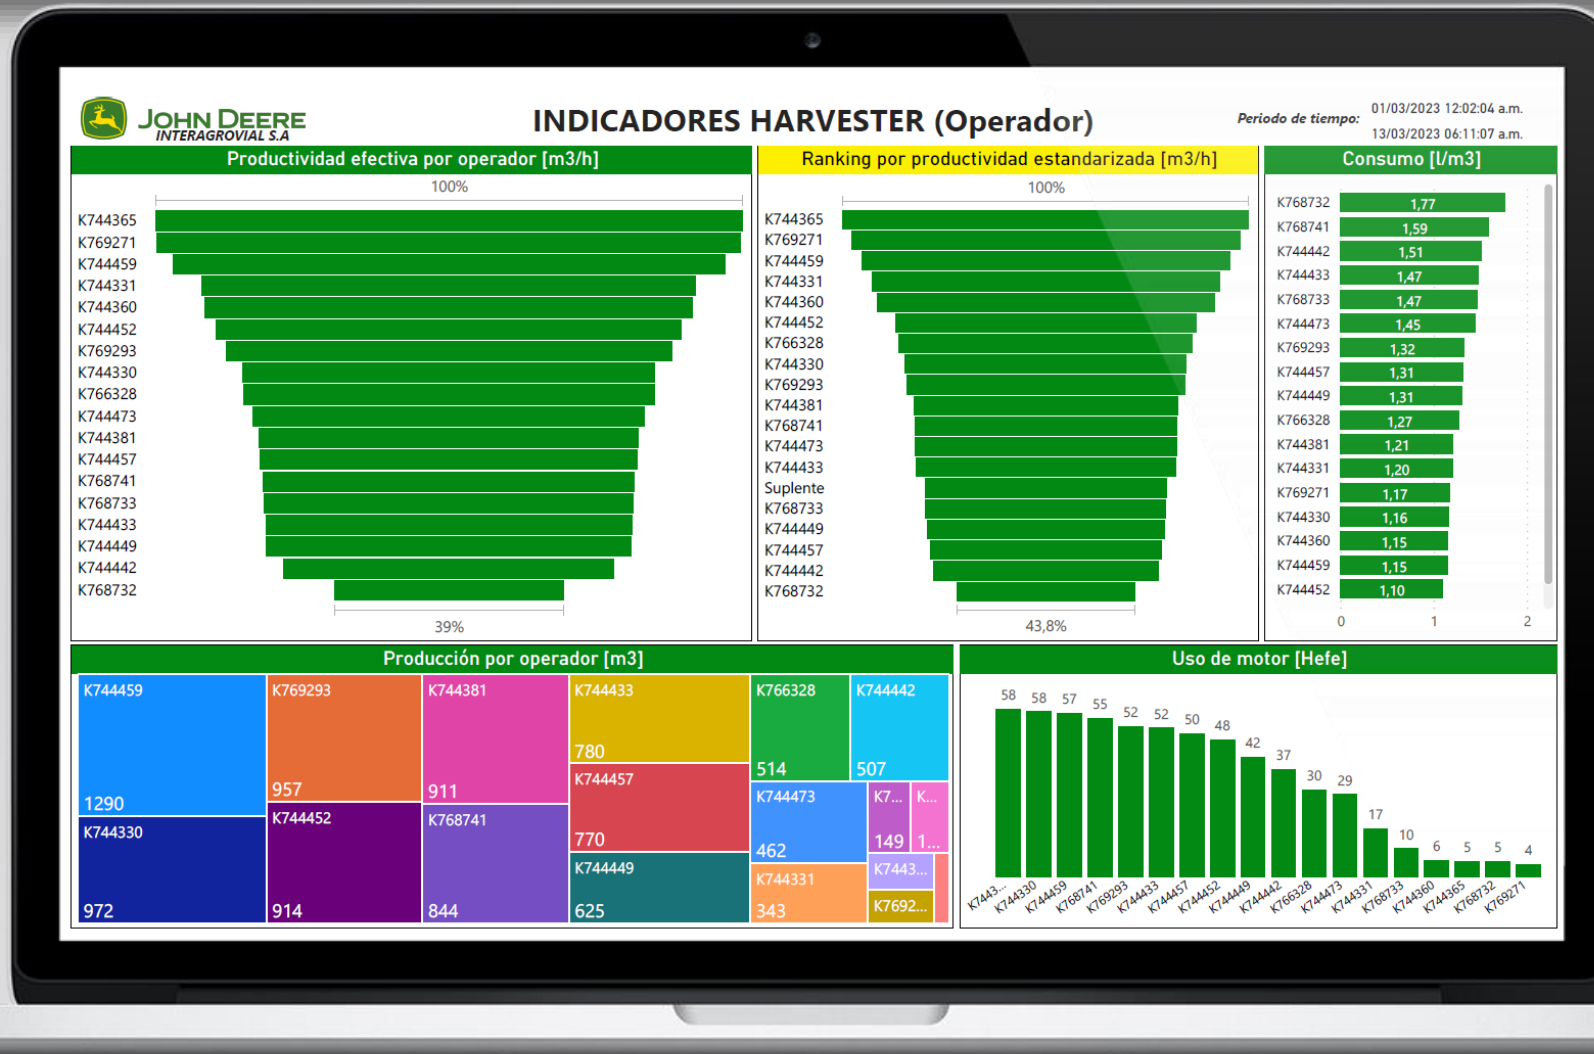 JOHN DEERE
INTERAGROVIAL S.A
INDICADORES HARVESTER (Operador)
Periodo de tiempo:
01/03/2023 12:02:04 a.m.
13/03/2023 06:11:07 a.m.
Productividad efectiva por operador [m3/h]
100%
K744365
K769271
K744459
K744331
K744360
K744452
K769293
K744330
K766328
K744473
K744381
K744457
K768741
K768733
K744433
K744449
K744442
K768732
39%
Ranking por productividad estandarizada [m3/h]
100%
K744365
K769271
K744459
K744331
K744360
K744452
K766328
K744330
K769293
K744381
K768741
K744473
K744433
Suplente
K768733
K744449
K744457
K744442
K768732
43,8%
Consumo [l/m3]
K768732 1,77
K768741 1,59
K744442 1,51
K744433 1,47
K768733 1,47
K744473 1,45
K769293 1,32
K744457 1,31
K744449 1,31
K766328 1,27
K744381 1,21
K744331 1,20
K769271 1,17
K744330 1,16
K744360 1,15
K744459 1,15
K744452 1,10
0 1 2
Producción por operador [m3]
K744459
1290
K744330
972
K769293
957
K744452
914
K744381
911
K768741
844
K744433
780
K744457
770
K744449
625
K766328
514
K744442
507
K744473
462
K744331
343
K7...
149
K...
1...
K7443...
K7692...
Uso de motor [Hefe]
58 58 57 55 52 52 50 48 42 37 30 29 17 10 6 5 5 4
K7443... K744330 K744459 K768741 K769293 K744433 K744457 K744452 K744449 K744442 K766328 K744473 K744331 K768733 K744360 K744365 K768732 K769271